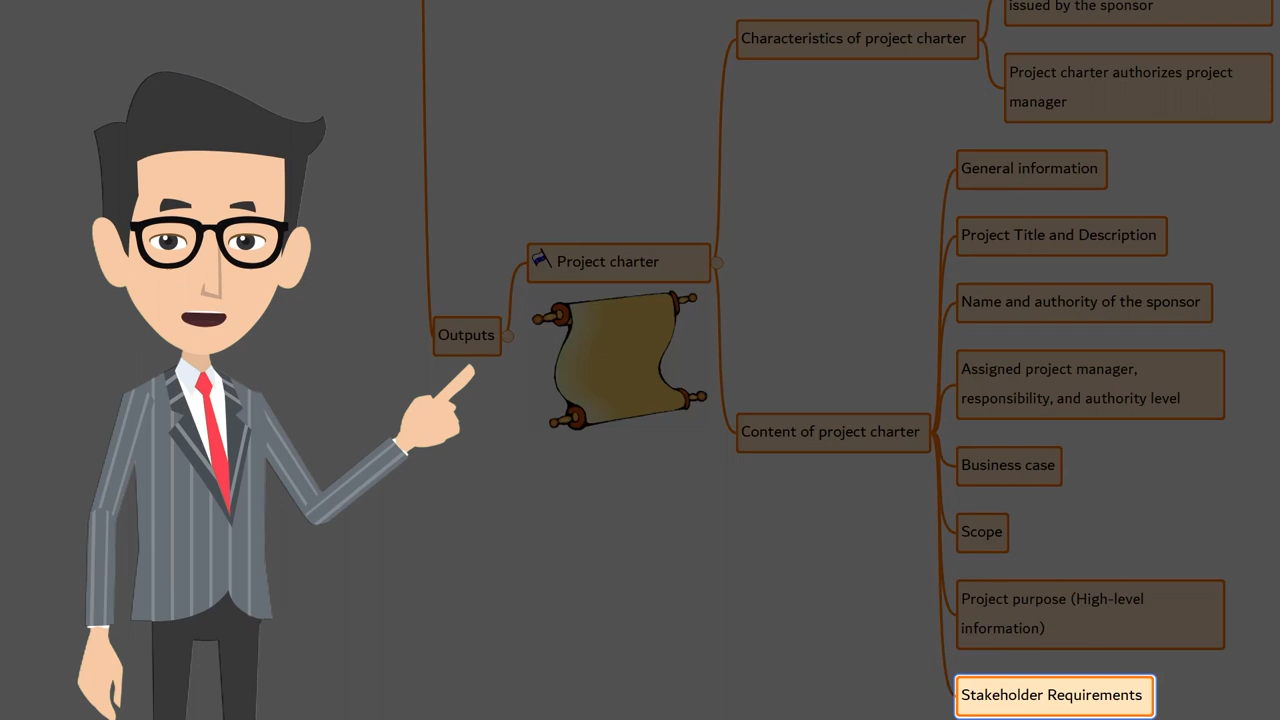 issued by the sponsor
Characteristics of project charter
Project charter authorizes project
manager
General information
Project Title and Description
Project charter
Name and authority of the sponsor
Outputs
Assigned project manager,
responsibility, and authority level
Content of project charter
Business case
Scope
Project purpose (High-level
information)
Stakeholder Requirements